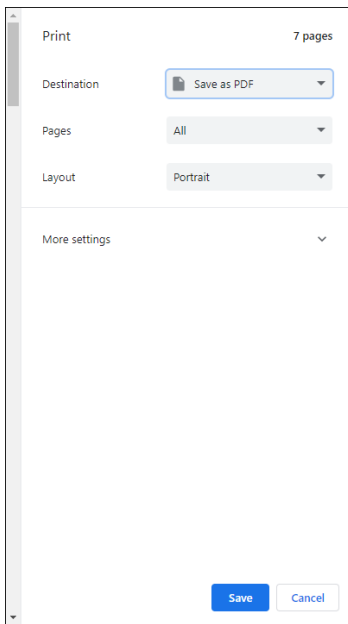 Print 7 pages
Destination Save as PDF
Pages All
Layout Portrait
More settings
Save Cancel